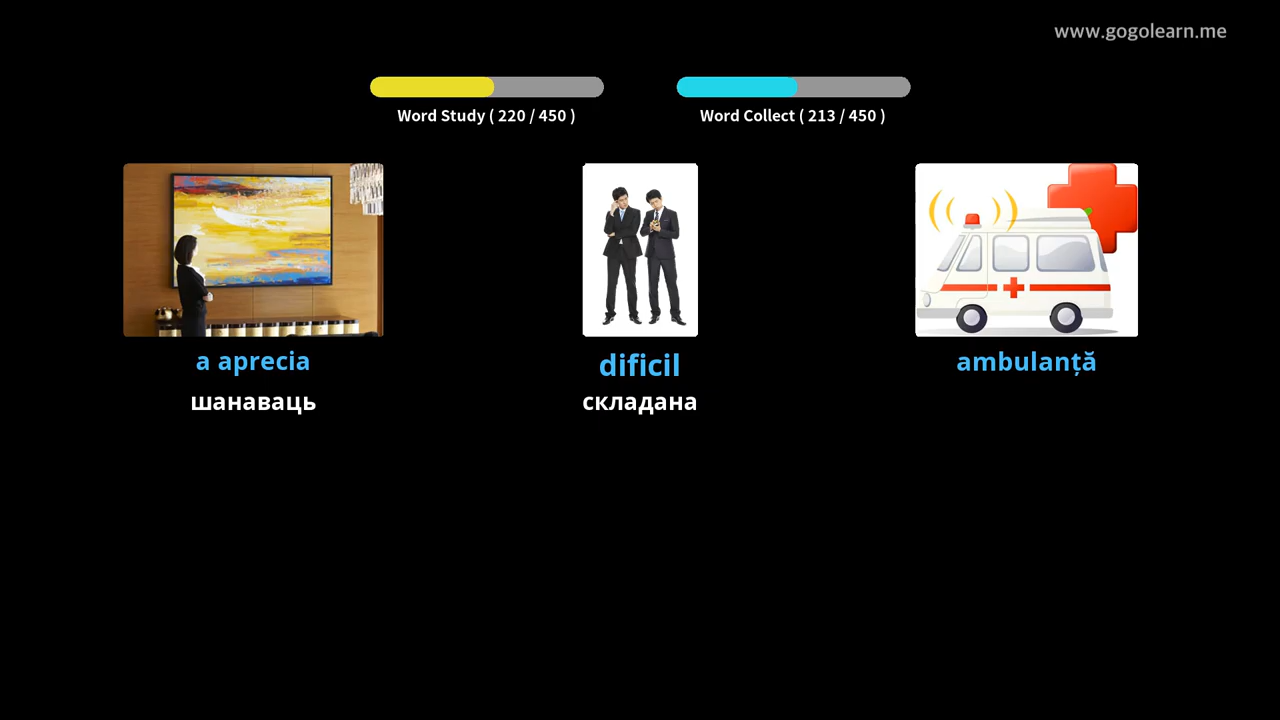 www.gogolearn.me
Word Study ( 220 / 450 )
Word Collect ( 213 / 450 )
a aprecia
шанаваць
dificil
складана
ambulanță